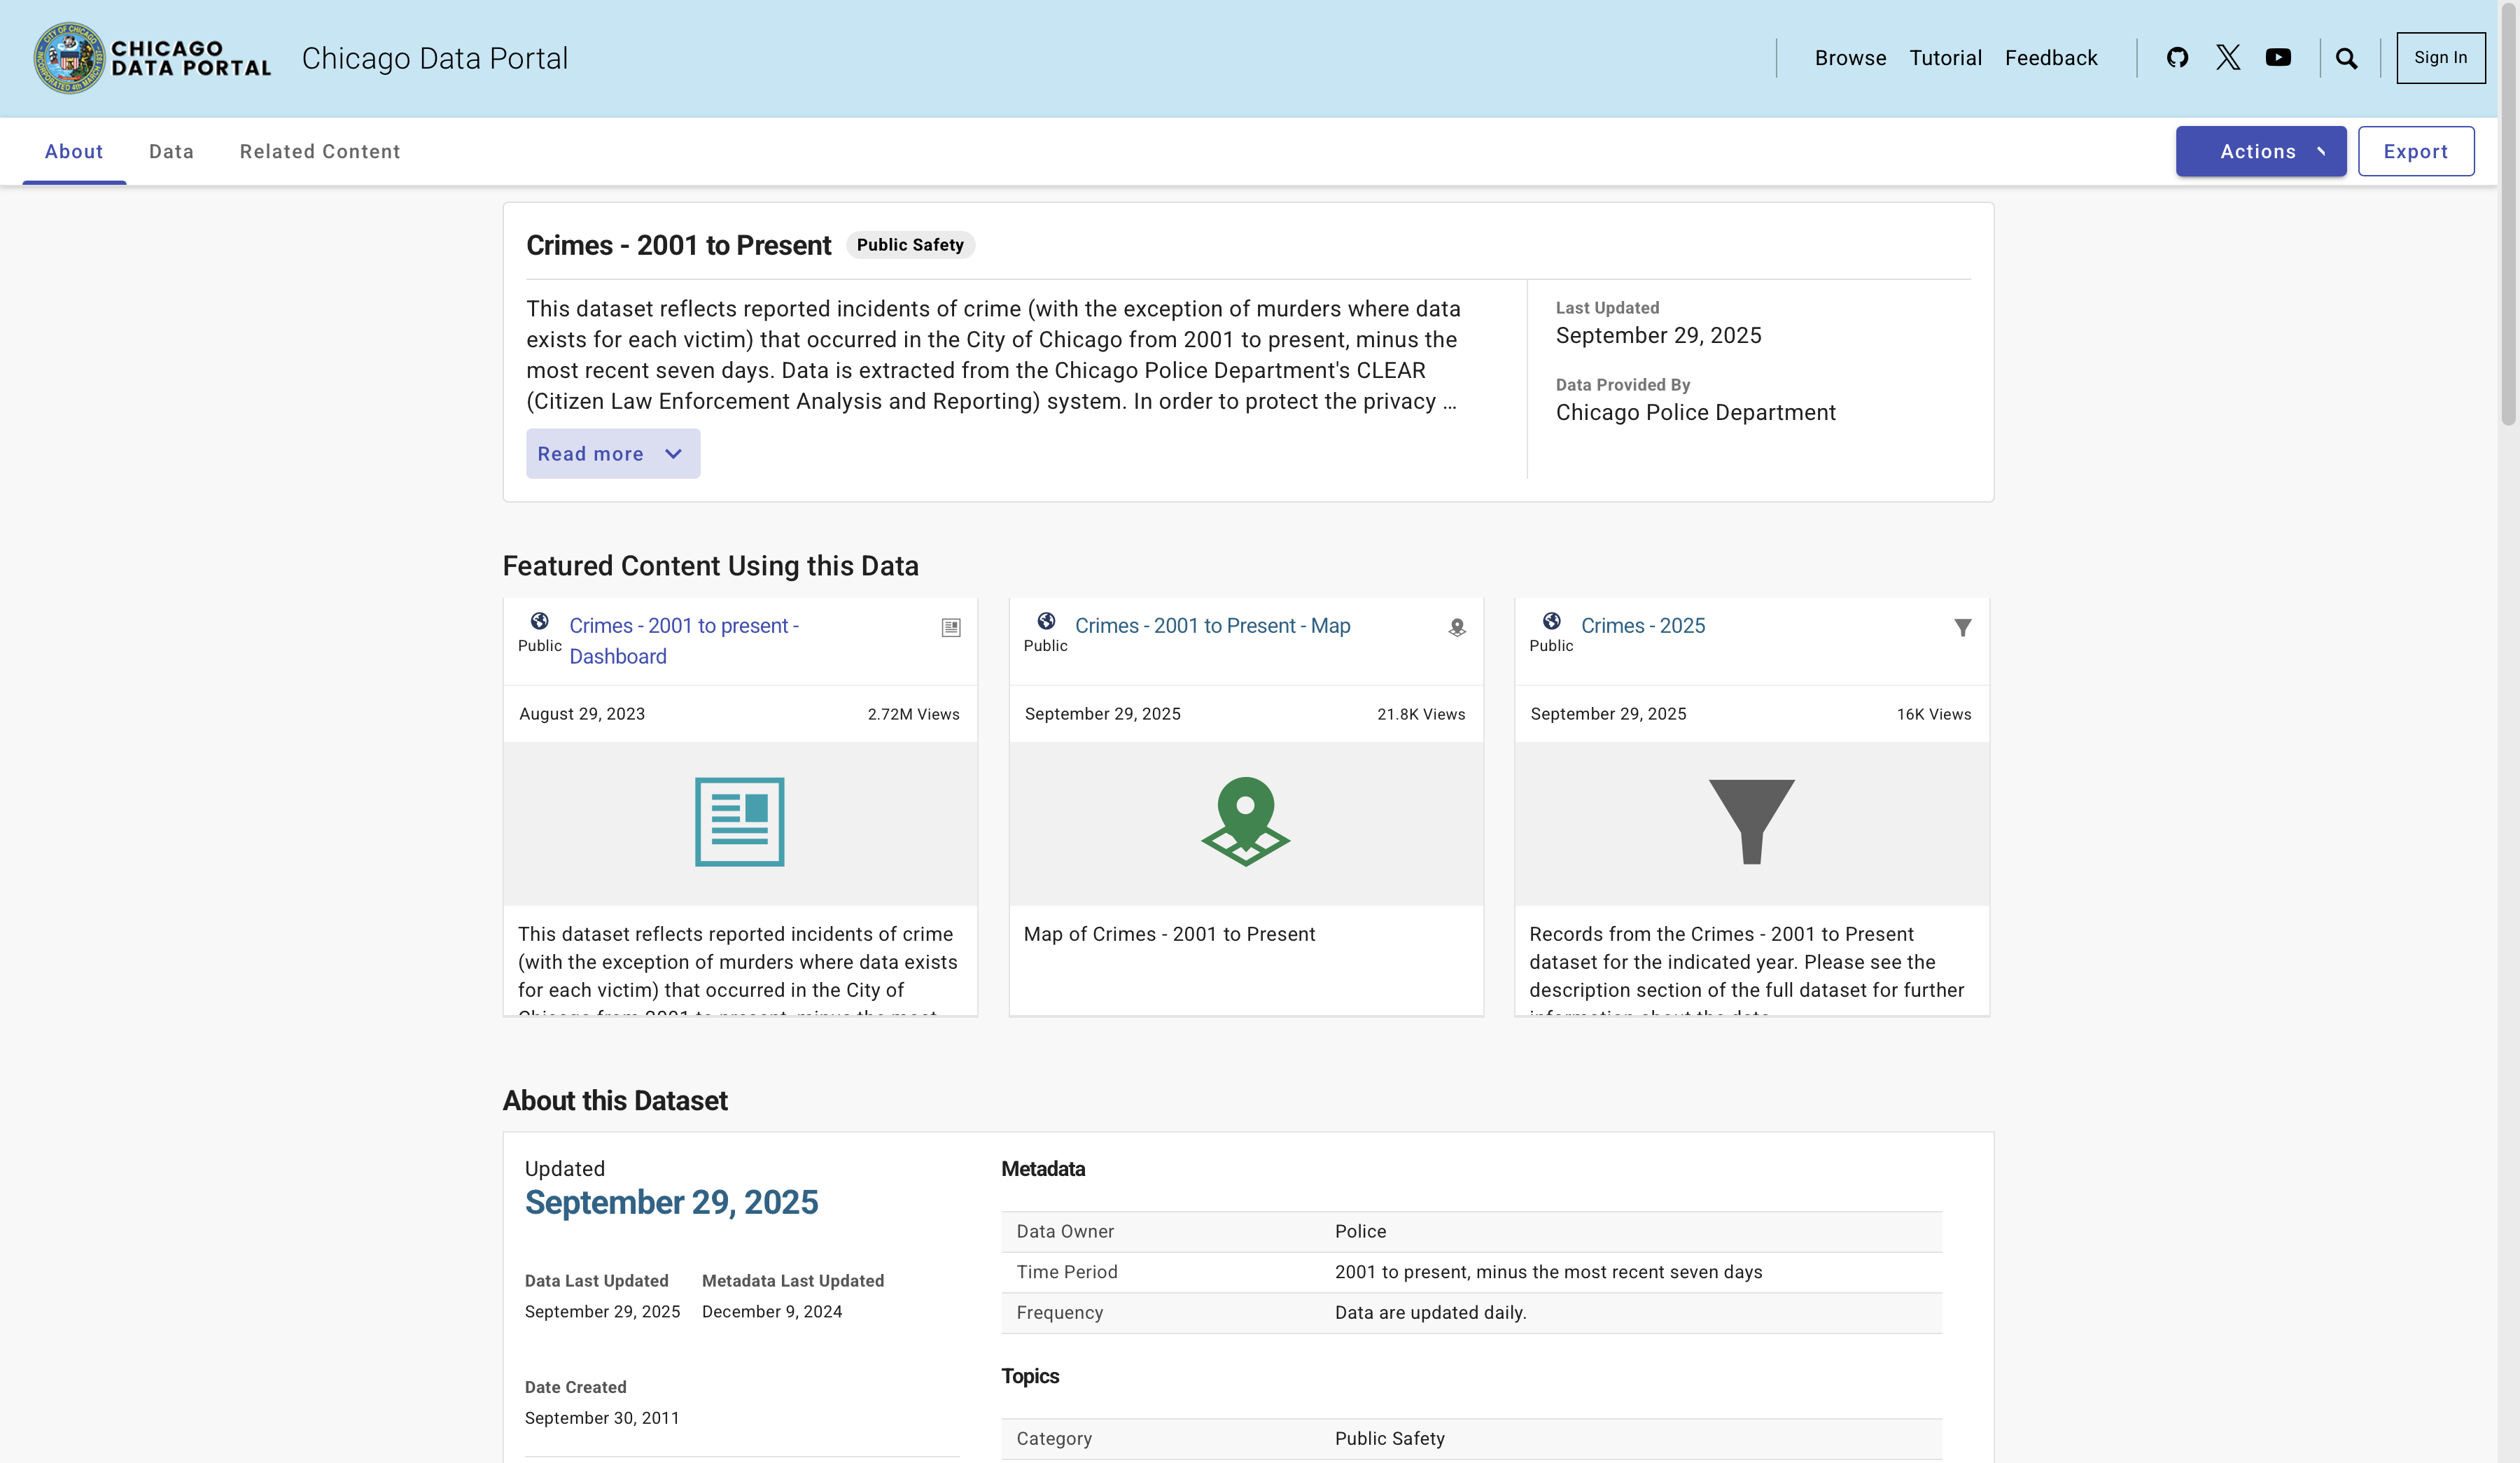 CHICAGO
DATA PORTAL
Chicago Data Portal
Browse Tutorial Feedback
Sign In
About Data Related Content
Actions Export
Crimes - 2001 to Present Public Safety
This dataset reflects reported incidents of crime (with the exception of murders where data
exists for each victim) that occurred in the City of Chicago from 2001 to present, minus the
most recent seven days. Data is extracted from the Chicago Police Department's CLEAR
(Citizen Law Enforcement Analysis and Reporting) system. In order to protect the privacy ...
Read more
Last Updated
September 29, 2025
Data Provided By
Chicago Police Department
Featured Content Using this Data
Public
Crimes - 2001 to present -
Dashboard
August 29, 2023 2.72M Views
This dataset reflects reported incidents of crime
(with the exception of murders where data exists
for each victim) that occurred in the City of
Chicago from 2001 to present, minus the most
Public
Crimes - 2001 to Present - Map
September 29, 2025 21.8K Views
Map of Crimes - 2001 to Present
Public
Crimes - 2025
September 29, 2025 16K Views
Records from the Crimes - 2001 to Present
dataset for the indicated year. Please see the
description section of the full dataset for further
information about the data.
About this Dataset
Updated
September 29, 2025
Data Last Updated Metadata Last Updated
September 29, 2025 December 9, 2024
Date Created
September 30, 2011
Metadata
Data Owner Police
Time Period 2001 to present, minus the most recent seven days
Frequency Data are updated daily.
Topics
Category Public Safety